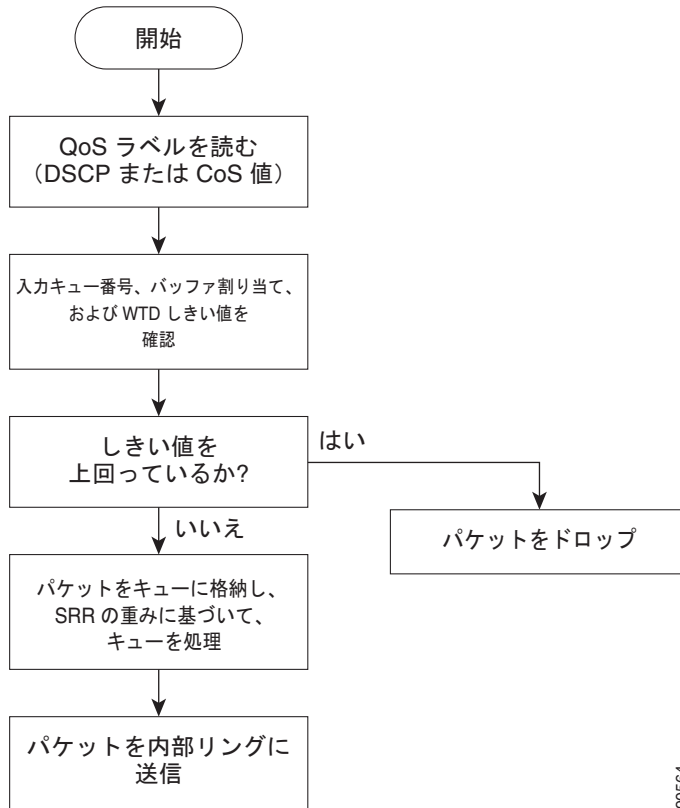 開始
QoS ラベルを読む
（DSCP または CoS 値）
入力キュー番号、バッファ割り当て、
および WTD しきい値を
確認
しきい値を
上回っているか?
はい
いいえ
パケットをドロップ
パケットをキューに格納し、
SRR の重みに基づいて、
キューを処理
パケットを内部リングに
送信